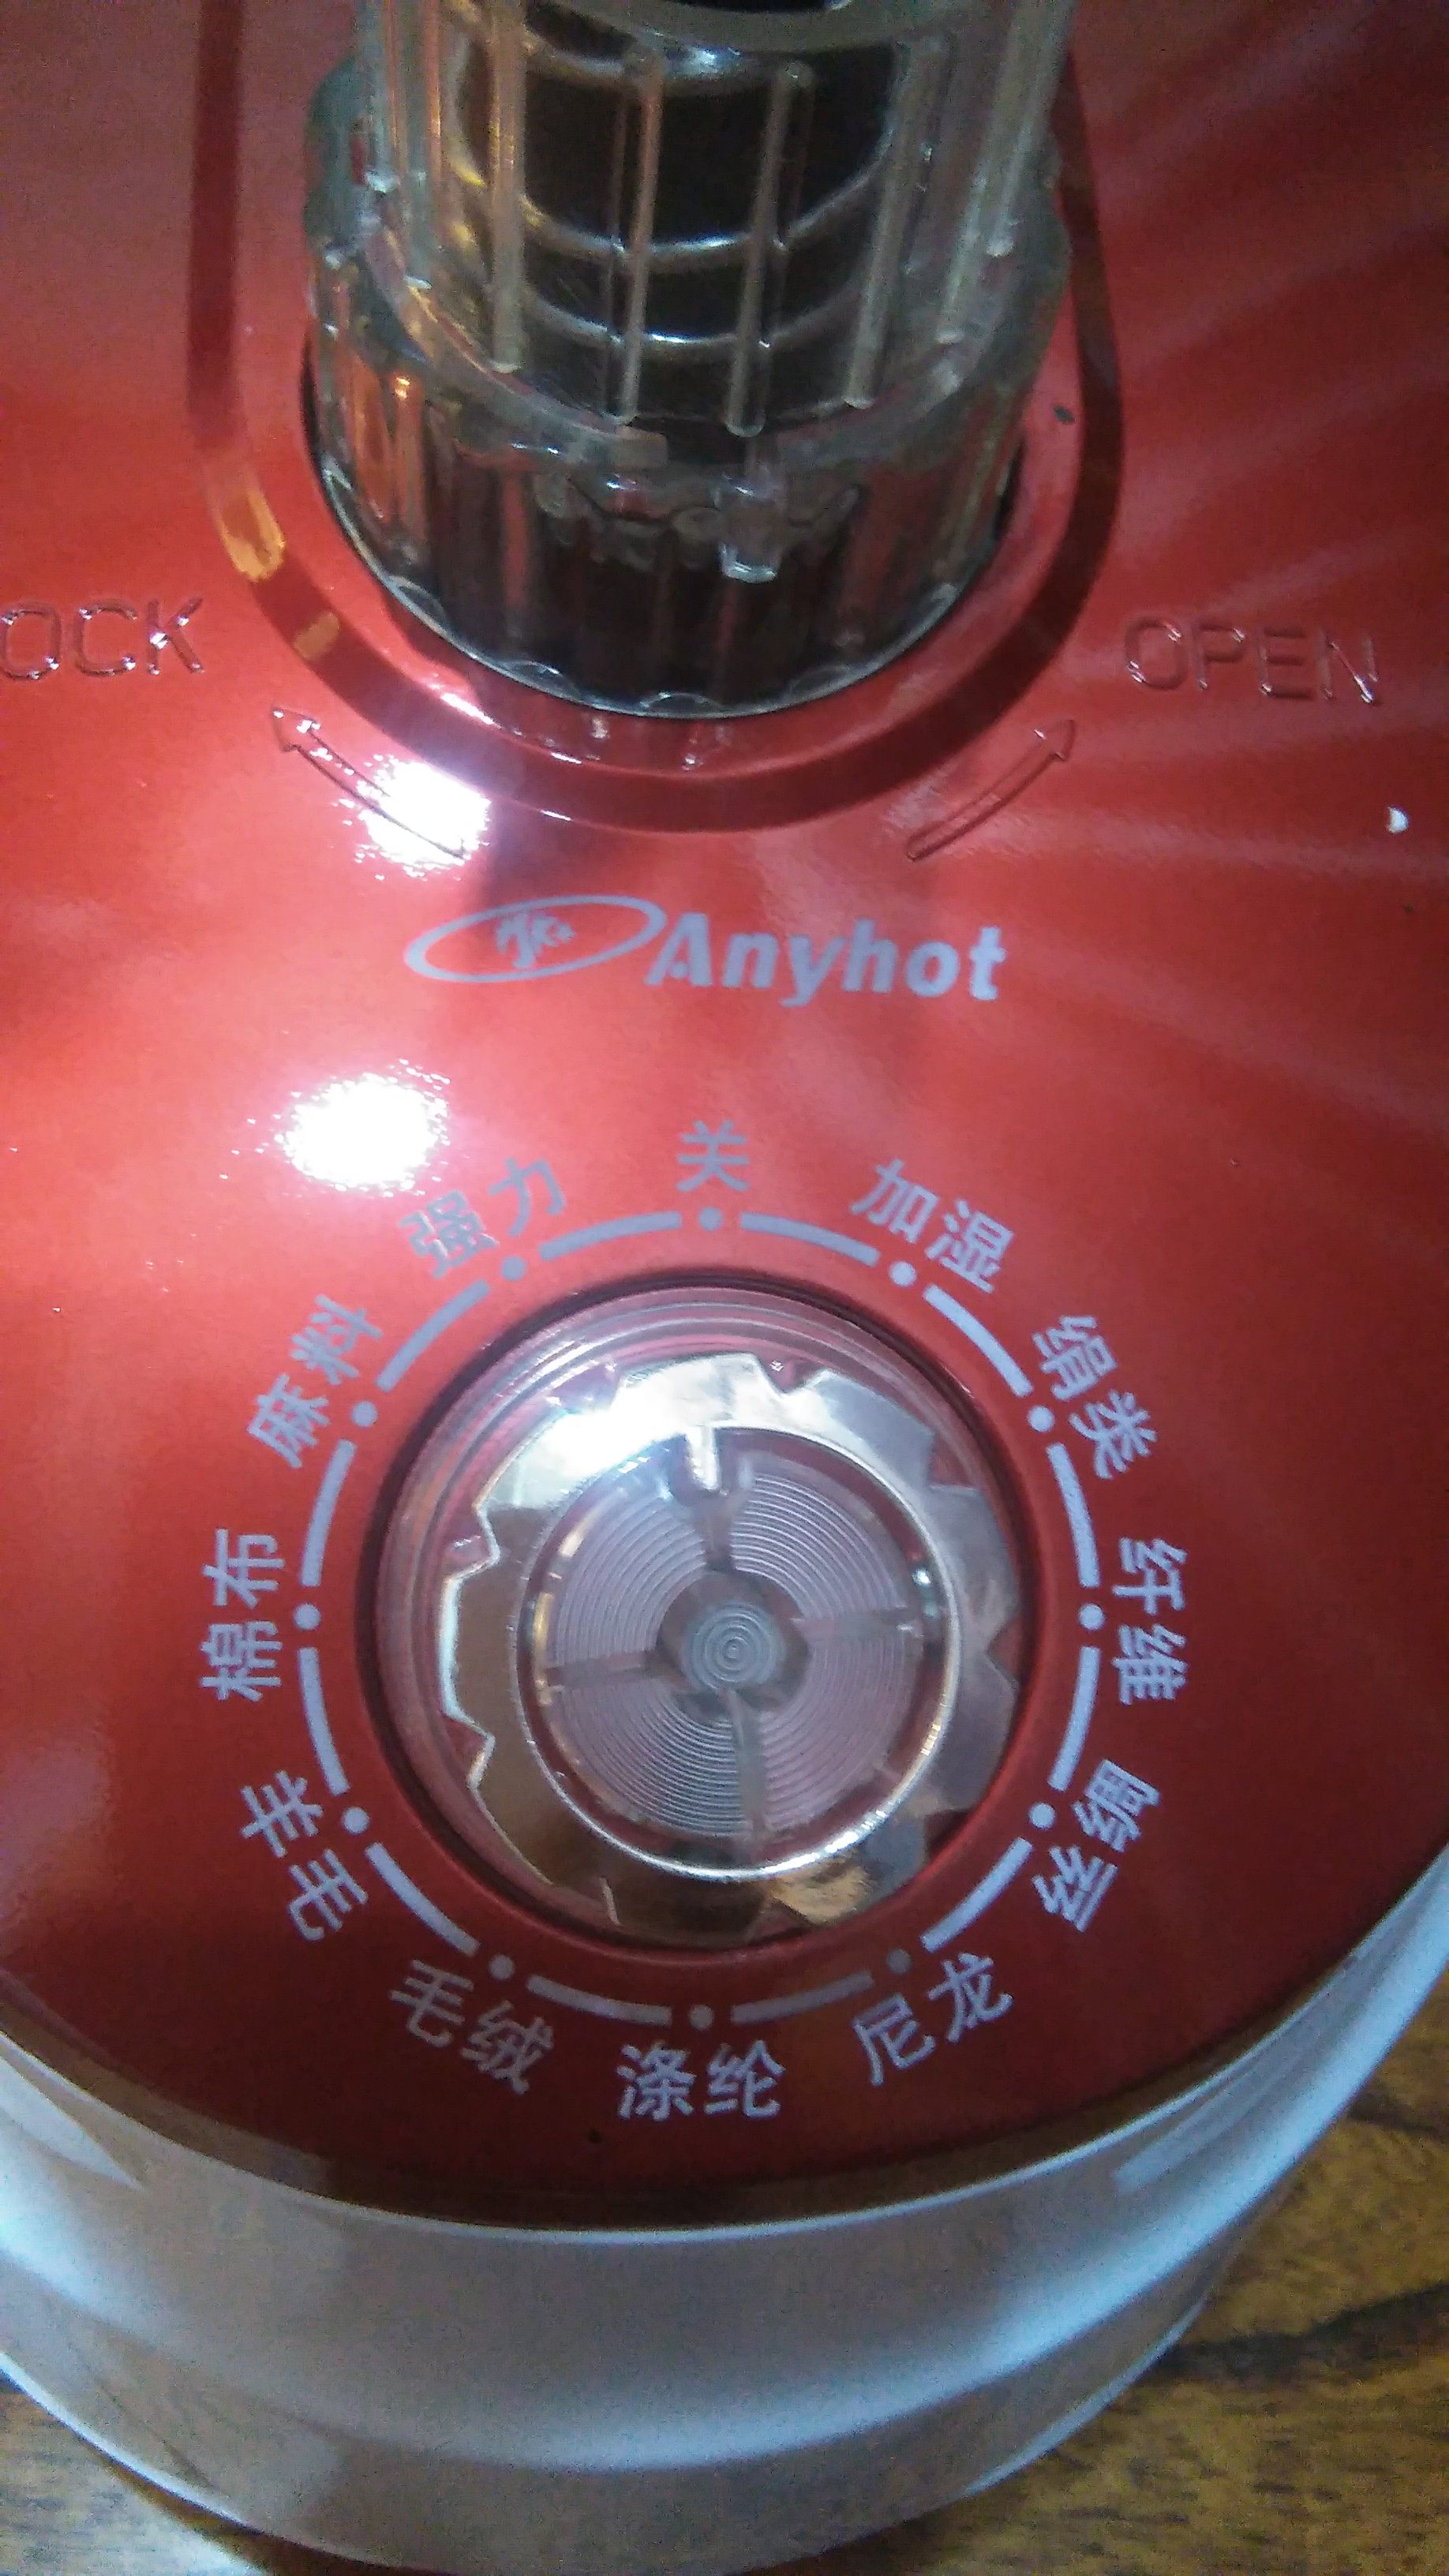 OCK
OPEN
Anyhot
关
加湿
绢类
纤维
腈丝
尼龙
涤纶
毛绒
羊毛
棉布
麻料
强力